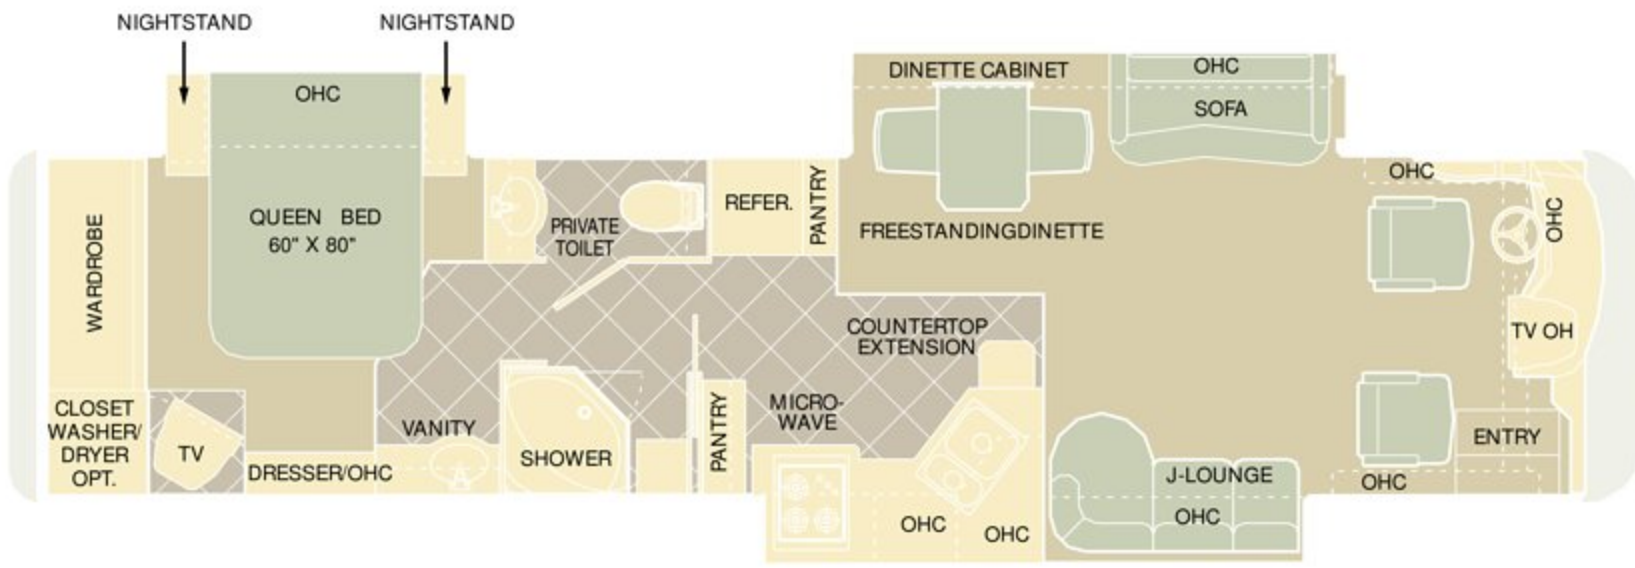 NIGHTSTAND
NIGHTSTAND
OHC
DINETTE CABINET
OHC
SOFA
WARDROBE
QUEEN BED
60" X 80"
PRIVATE
TOILET
REFER.
PANTRY
FREESTANDINGDINETTE
OHC
OHC
COUNTERTOP
EXTENSION
TV OH
CLOSET
WASHER/
DRYER
OPT.
TV
DRESSER/OHC
VANITY
SHOWER
PANTRY
MICRO-
WAVE
OHC
OHC
J-LOUNGE
OHC
ENTRY
OHC